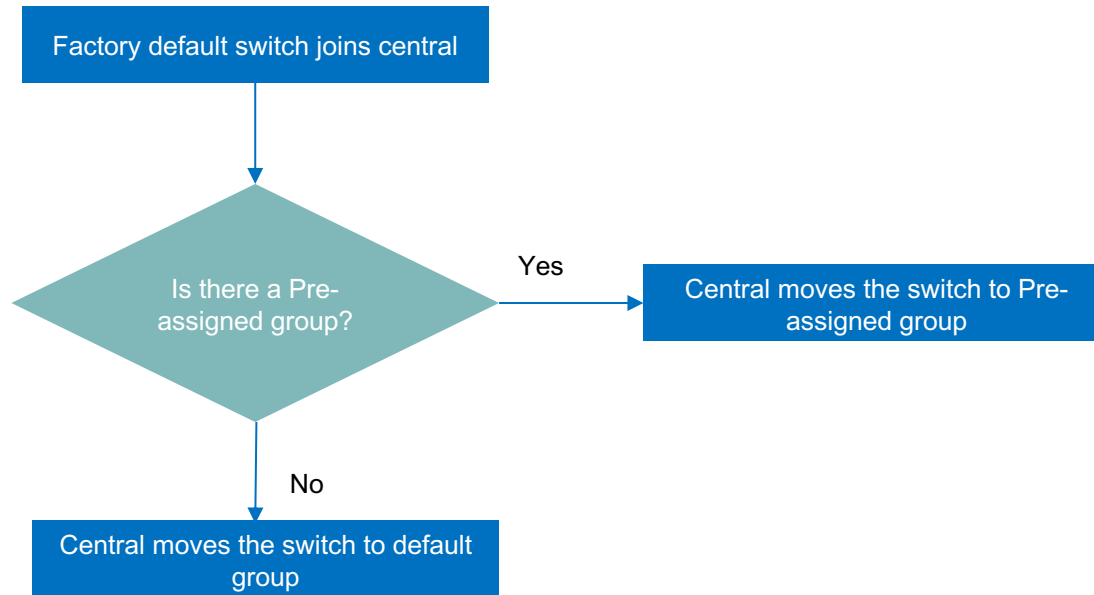 Factory default switch joins central
Is there a Pre-
assigned group?
Yes
Central moves the switch to Pre-
assigned group
No
Central moves the switch to default
group